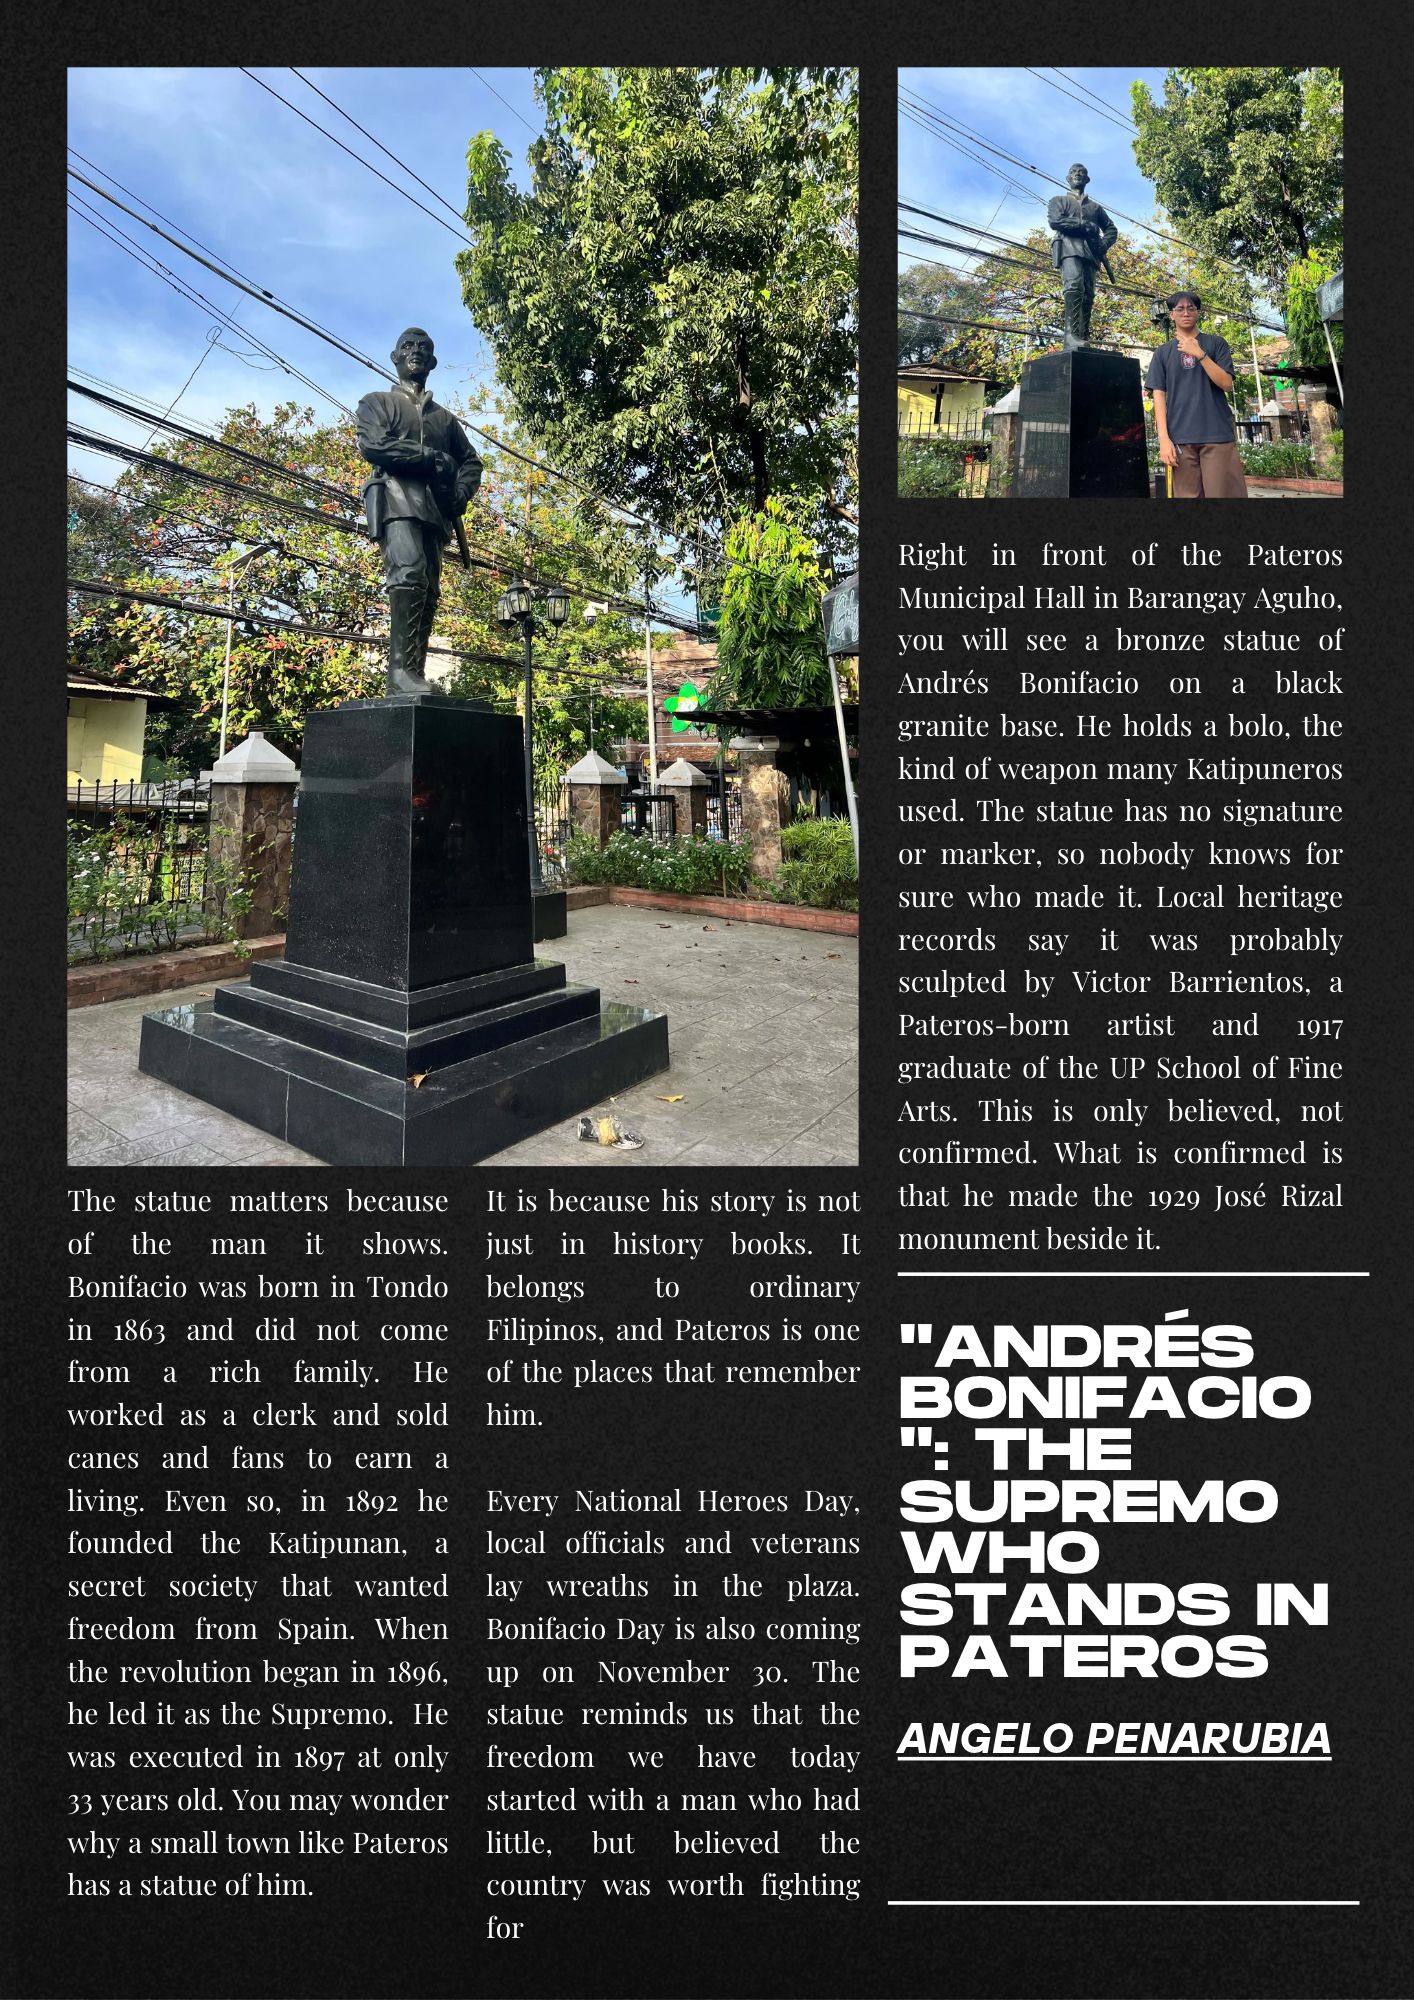 Right in front of the Pateros
Municipal Hall in Barangay Aguho,
you will see a bronze statue of
Andrés Bonifacio on a black
granite base. He holds a bolo, the
kind of weapon many Katipuneros
used. The statue has no signature
or marker, so nobody knows for
sure who made it. Local heritage
records say it was probably
sculpted by Victor Barrientos, a
Pateros-born artist and 1917
graduate of the UP School of Fine
Arts. This is only believed, not
confirmed. What is confirmed is
that he made the 1929 José Rizal
monument beside it.
The statue matters because
of the man it shows.
Bonifacio was born in Tondo
in 1863 and did not come
from a rich family. He
worked as a clerk and sold
canes and fans to earn a
living. Even so, in 1892 he
founded the Katipunan, a
secret society that wanted
freedom from Spain. When
the revolution began in 1896,
he led it as the Supremo. He
was executed in 1897 at only
33 years old. You may wonder
why a small town like Pateros
has a statue of him.
It is because his story is not
just in history books. It
belongs to ordinary
Filipinos, and Pateros is one
of the places that remember
him.
Every National Heroes Day,
local officials and veterans
lay wreaths in the plaza.
Bonifacio Day is also coming
up on November 30. The
statue reminds us that the
freedom we have today
started with a man who had
little, but believed the
country was worth fighting
for
"ANDRÉS
BONIFACIO
": THE
SUPREMO
WHO
STANDS IN
PATEROS
ANGELO PENARUBIA